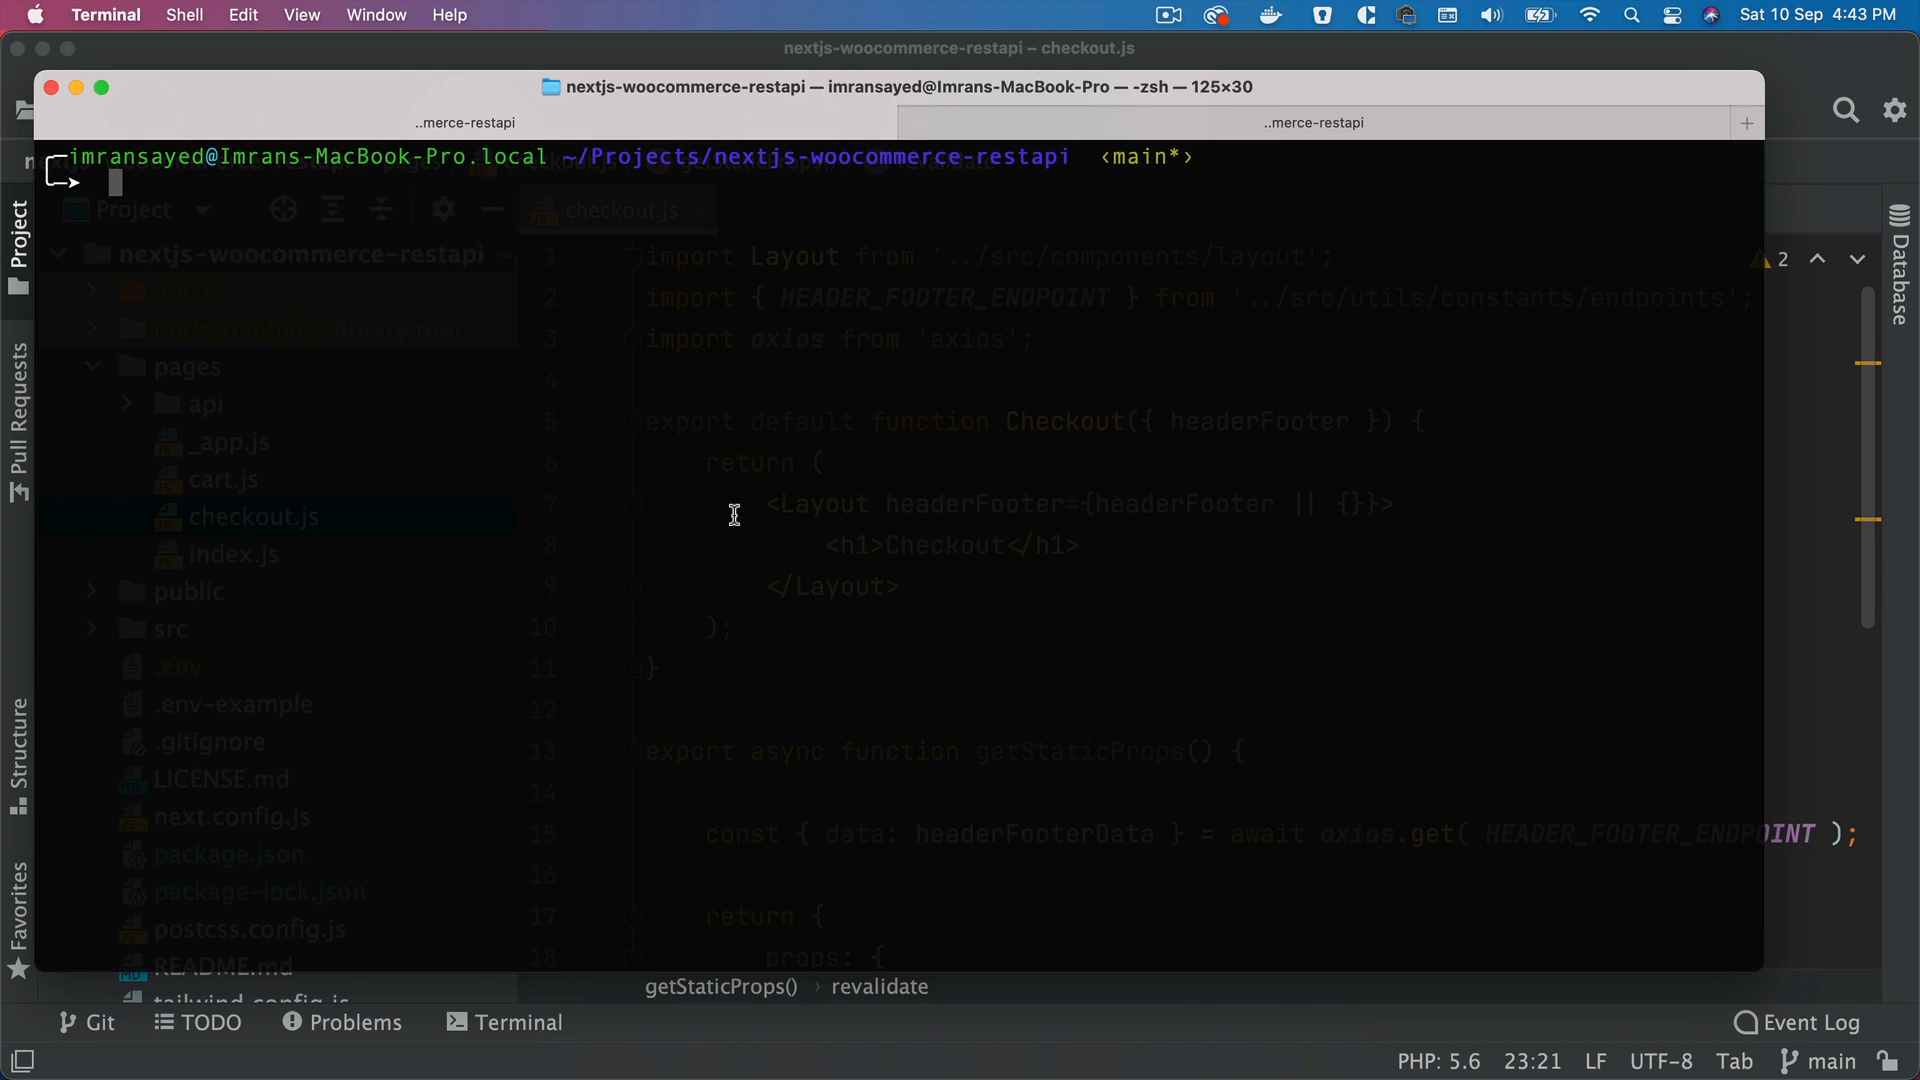 Terminal Shell Edit View Window Help Sat 10 Sep 4:43 PM
nextjs-woocommerce-restapi – checkout.js
nextjs-woocommerce-restapi — imransayed@Imrans-MacBook-Pro — -zsh — 125×30
..merce-restapi ..merce-restapi
imransayed@Imrans-MacBook-Pro.local ~/Projects/nextjs-woocommerce-restapi ‹main*›
Project checkout.js
nextjs-woocommerce-restapi
.next
node_modules library root
pages
api
_app.js
cart.js
checkout.js
index.js
public
src
.env
.env-example
.gitignore
LICENSE.md
next.config.js
package.json
package-lock.json
postcss.config.js
README.md
tailwind.config.js
1 import Layout from '../src/components/layout';
2 import { HEADER_FOOTER_ENDPOINT } from '../src/utils/constants/endpoints';
3 import axios from 'axios';
4
5 export default function Checkout({ headerFooter }) {
6 return (
7 <Layout headerFooter={headerFooter || {}}>
8 <h1>Checkout</h1>
9 </Layout>
10 );
11 }
12
13 export async function getStaticProps() {
14
15 const { data: headerFooterData } = await axios.get( HEADER_FOOTER_ENDPOINT );
16
17 return {
18 props: {
2
Project
Pull Requests
Structure
Favorites
Database
getStaticProps() › revalidate
Git TODO Problems Terminal Event Log
PHP: 5.6 23:21 LF UTF-8 Tab main